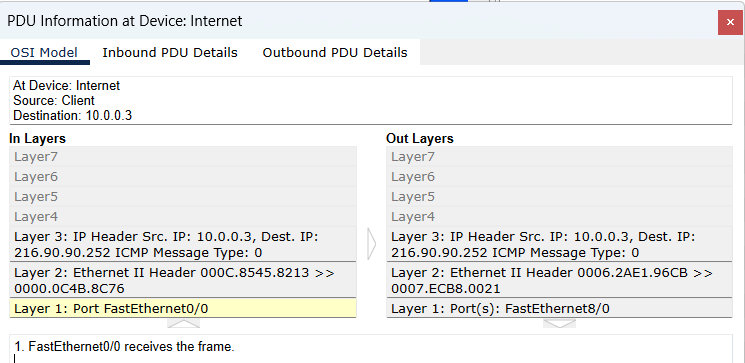 PDU Information at Device: Internet
OSI Model Inbound PDU Details Outbound PDU Details
At Device: Internet
Source: Client
Destination: 10.0.0.3
In Layers
Layer7
Layer6
Layer5
Layer4
Layer 3: IP Header Src. IP: 10.0.0.3, Dest. IP:
216.90.90.252 ICMP Message Type: 0
Layer 2: Ethernet II Header 000C.8545.8213 >>
0000.0C4B.8C76
Layer 1: Port FastEthernet0/0
Out Layers
Layer7
Layer6
Layer5
Layer4
Layer 3: IP Header Src. IP: 10.0.0.3, Dest. IP:
216.90.90.252 ICMP Message Type: 0
Layer 2: Ethernet II Header 0006.2AE1.96CB >>
0007.ECB8.0021
Layer 1: Port(s): FastEthernet8/0
1. FastEthernet0/0 receives the frame.